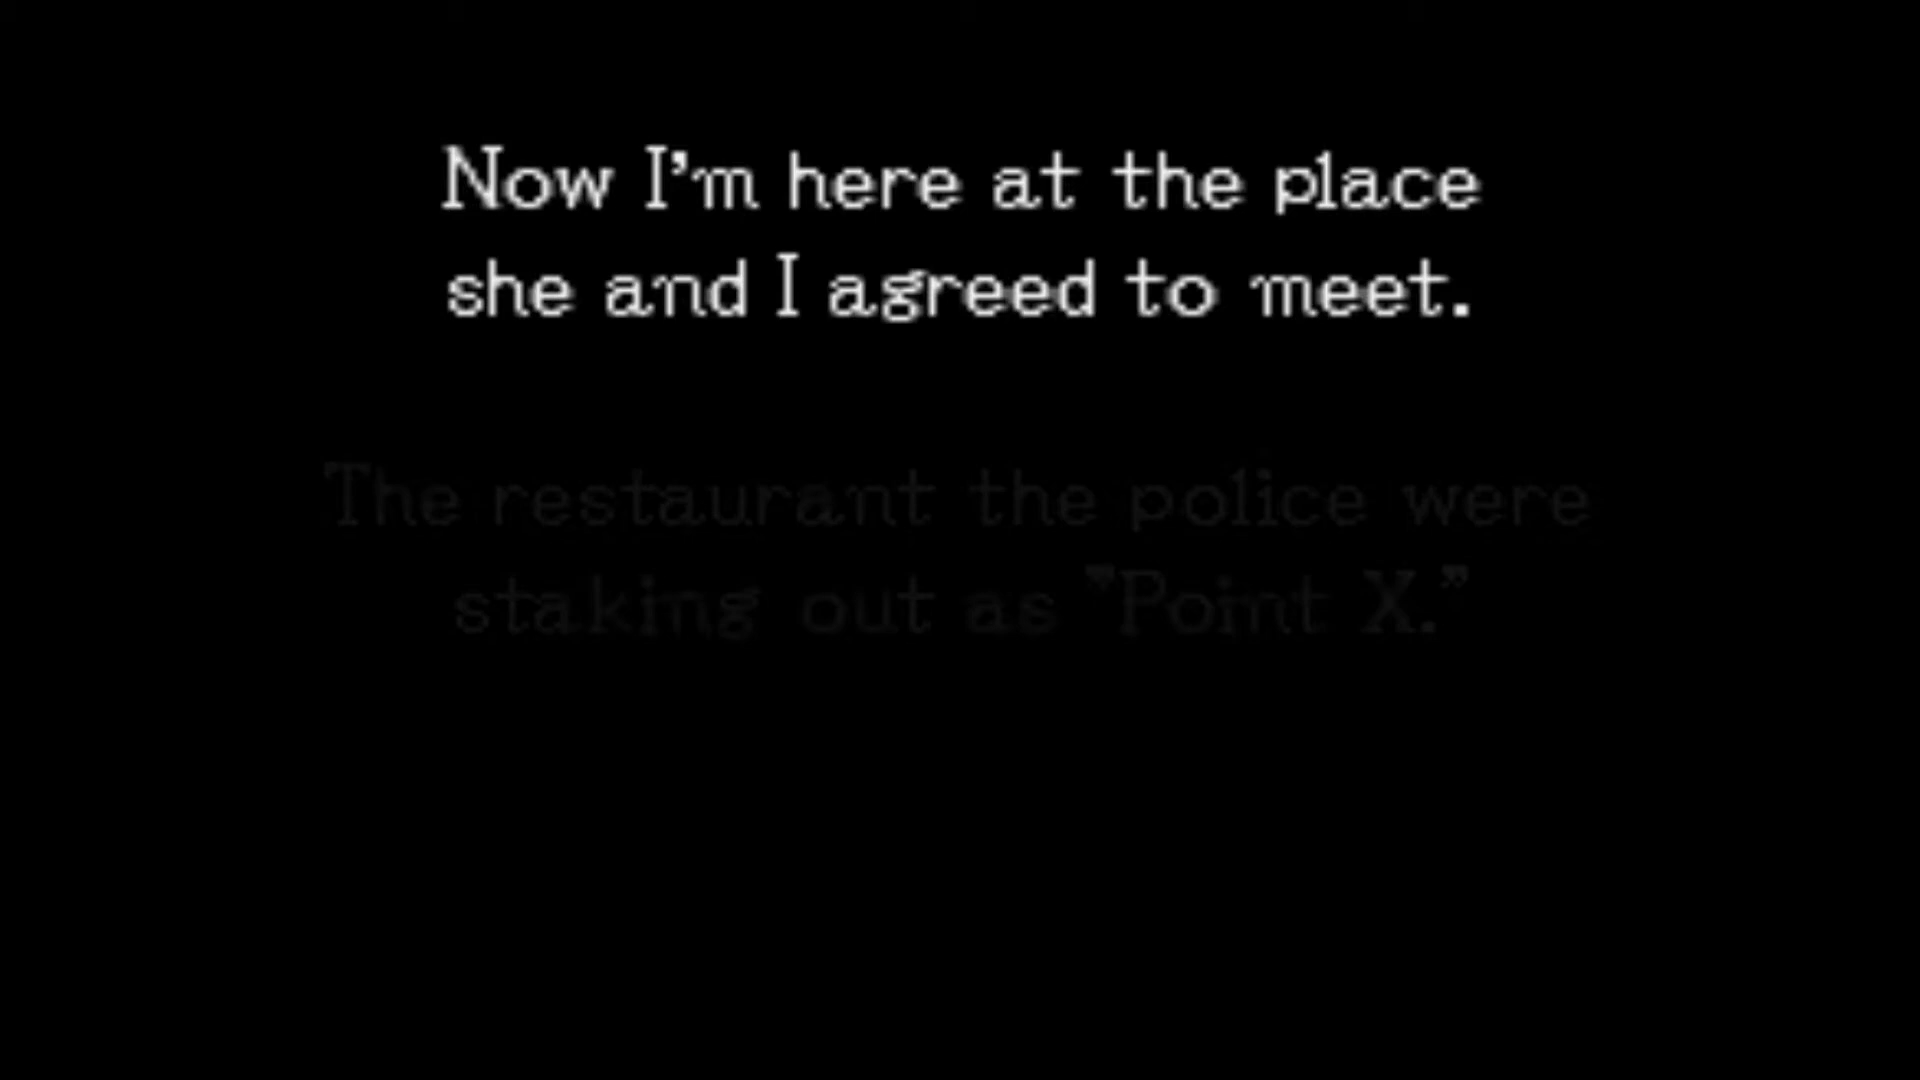 Now I'm here at the place
she and I agreed to meet.
The restaurant the police were
staking out as "Point X."